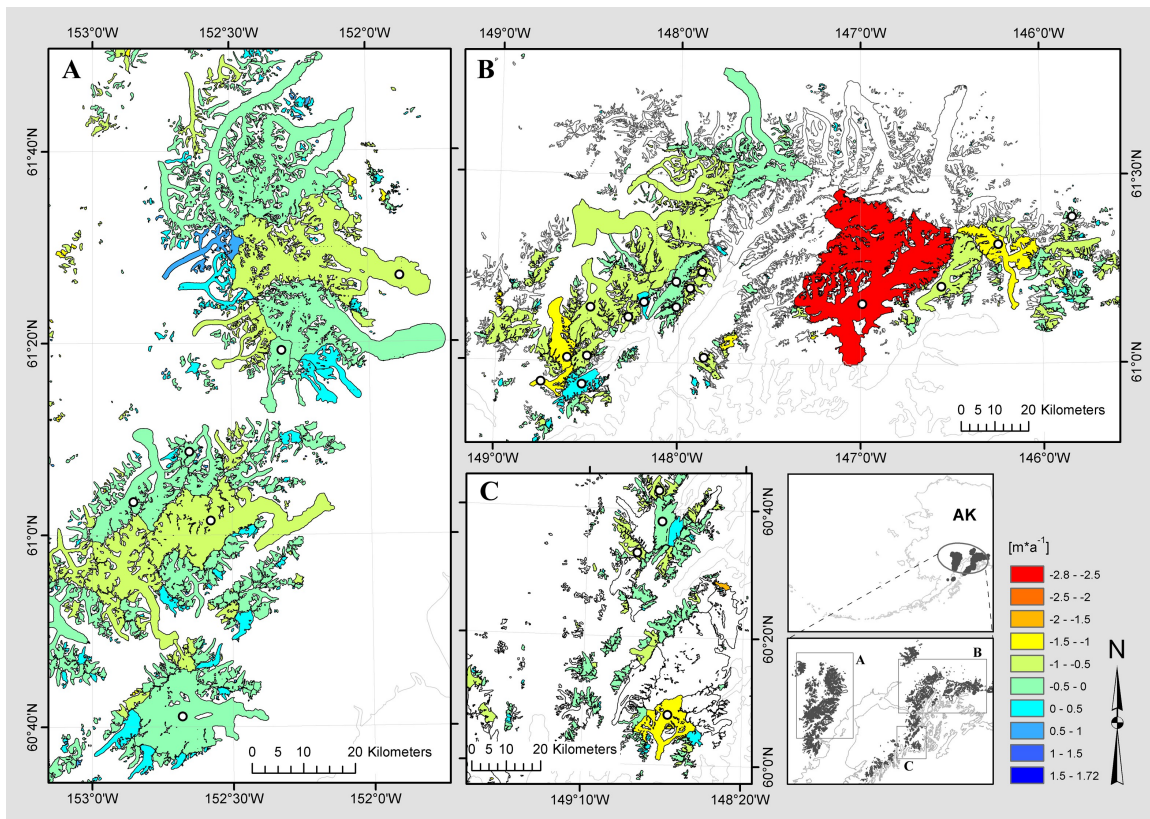 153°0'W 152°30'W 152°0'W
149°0'W 148°0'W 147°0'W 146°0'W
A
B
61°40'N
61°20'N
61°0'N
60°40'N
61°30'N
61°0'N
0 5 10 20 Kilometers
149°0'W 148°0'W 147°0'W 146°0'W
C
60°40'N
60°20'N
60°0'N
0 5 10 20 Kilometers
0 5 10 20 Kilometers
153°0'W 152°30'W 152°0'W
149°10'W 148°20'W
AK
A
B
C
[m*a⁻¹]
-2.8 - -2.5
-2.5 - -2
-2 - -1.5
-1.5 - -1
-1 - -0.5
-0.5 - 0
0 - 0.5
0.5 - 1
1 - 1.5
1.5 - 1.72
N